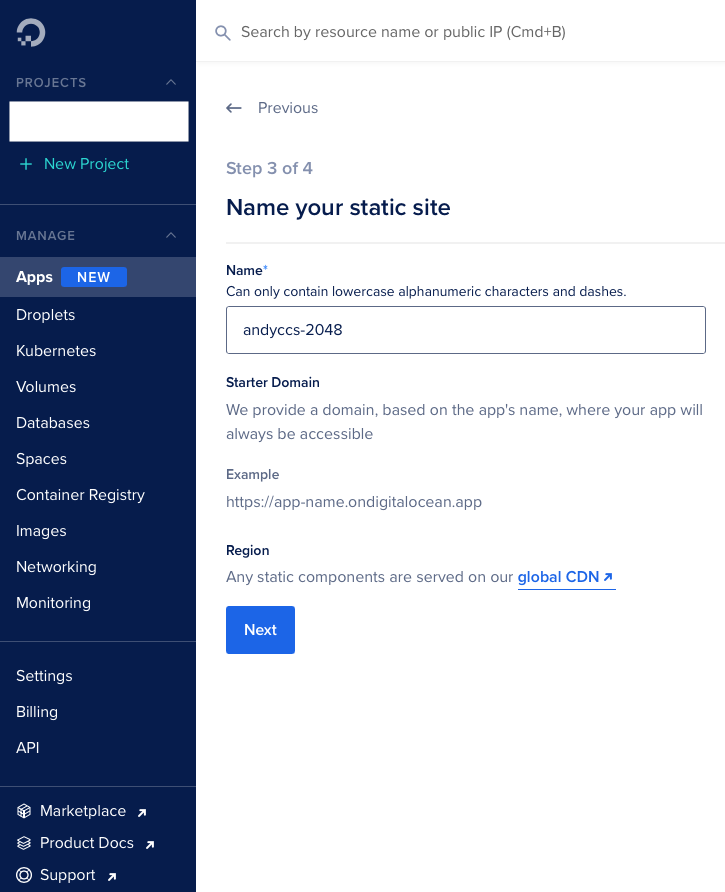 PROJECTS
New Project
MANAGE
Apps NEW
Droplets
Kubernetes
Volumes
Databases
Spaces
Container Registry
Images
Networking
Monitoring
Settings
Billing
API
Marketplace
Product Docs
Support
Search by resource name or public IP (Cmd+B)
Previous
Step 3 of 4
Name your static site
Name*
Can only contain lowercase alphanumeric characters and dashes.
andyccs-2048
Starter Domain
We provide a domain, based on the app's name, where your app will
always be accessible
Example
https://app-name.ondigitalocean.app
Region
Any static components are served on our global CDN
Next